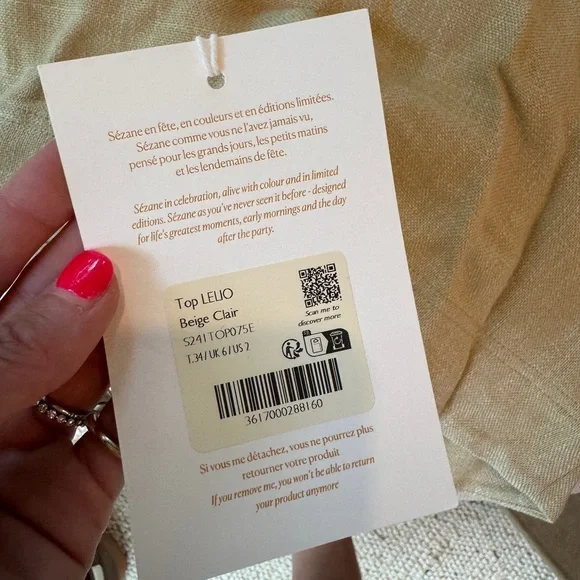 Sézane en fête, en couleurs et en éditions limitées.
Sézane comme vous ne l'avez jamais vu,
pensé pour les grands jours, les petits matins
et les lendemains de fête.
Sézane in celebration, alive with colour and in limited
editions. Sézane as you've never seen it before - designed
for life's greatest moments, early mornings and the day
after the party.
Top LEIJO
Beige Clair
S241TOP075E
T.34 / UK 6 / US 2
Scan me to
discover more
3617000288160
Si vous me détachez, vous ne pourrez plus
retourner votre produit
If you remove me, you won't be able to return
your product anymore